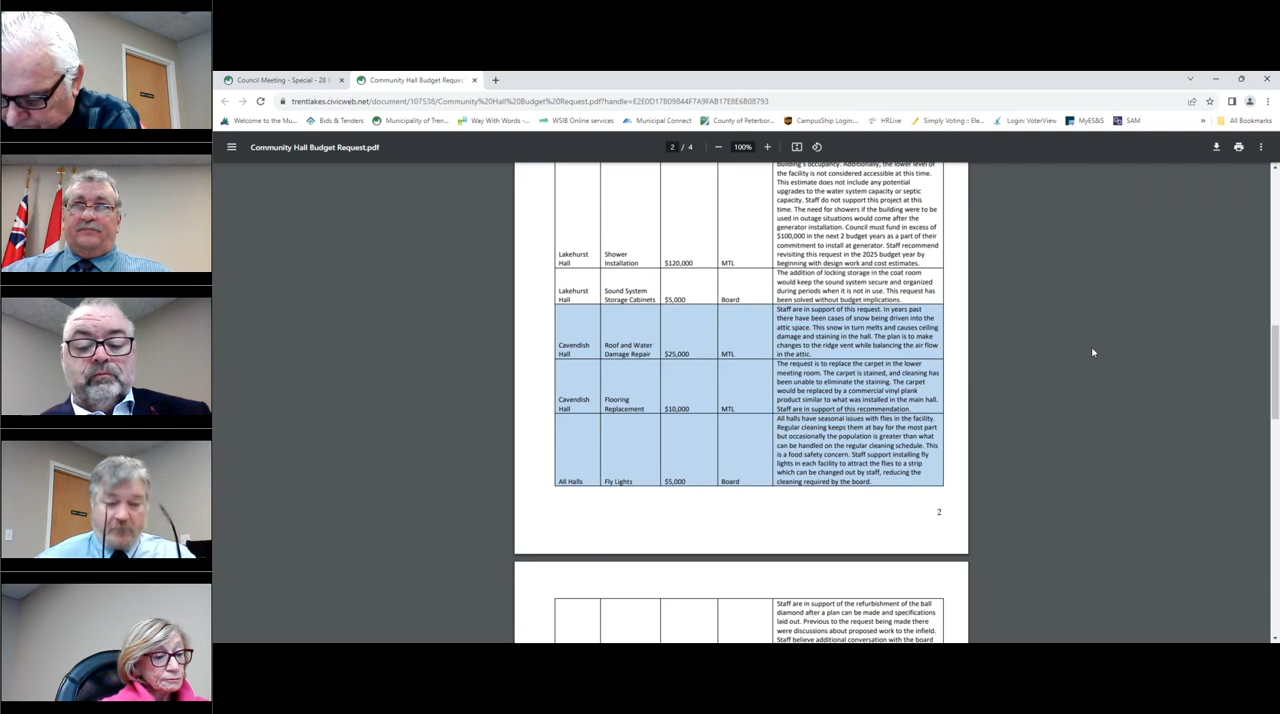 Council Meeting - Special - 28
Community Hall Budget Reque
trentlakes.civicweb.net/document/107538/Community%20Hall%20Budget%20Request.pdf?handle=E2E0D17B09844F7A9FAB17E8E6B08793
Welcome to the Mu...
Bids & Tenders
Municipality of Tren...
Way With Words -...
WSIB Online services
Municipal Connect
County of Peterbor...
CampusShip Login:...
HRLive
Simply Voting :: Ele...
Login: VoterView
MyES&S
SAM
»
All Bookmarks
Community Hall Budget Request.pdf
2 / 4
100%
Lakehurst
Hall
Shower
Installation
$120,000
MTL
building's occupancy. Additionally, the lower level
of the facility is not considered accessible at this time.
This estimate does not include any potential
upgrades to the water system capacity or septic
capacity. Staff do not support this project at this
time. The need for showers if the building were to be
used in outage situations would come after the
generator installation. Council must fund in excess of
$100,000 in the next 2 budget years as a part of their
commitment to install at generator. Staff recommend
revisiting this request in the 2025 budget year by
beginning with design work and cost estimates.
Lakehurst
Hall
Sound System
Storage Cabinets
$5,000
Board
The addition of locking storage in the coat room
would keep the sound system secure and organized
during periods when it is not in use. This request has
been solved without budget implications.
Cavendish
Hall
Roof and Water
Damage Repair
$25,000
MTL
Staff are in support of this request. In years past
there have been cases of snow being driven into the
attic space. This snow in turn melts and causes ceiling
damage and staining in the hall. The plan is to make
changes to the ridge vent while balancing the air flow
in the attic.
Cavendish
Hall
Flooring
Replacement
$10,000
MTL
The request is to replace the carpet in the lower
meeting room. The carpet is stained, and cleaning has
been unable to eliminate the staining. The carpet
would be replaced by a commercial vinyl plank
product similar to what was installed in the main hall.
Staff are in support of this recommendation.
All Halls
Fly Lights
$5,000
Board
All halls have seasonal issues with flies in the facility.
Regular cleaning keeps them at bay for the most part
but occasionally the population is greater than what
can be handled on the regular cleaning schedule. This
is a food safety concern. Staff support installing fly
lights in each facility to attract the flies to a strip
which can be changed out by staff, reducing the
cleaning required by the board.
2
Staff are in support of the refurbishment of the ball
diamond after a plan can be made and specifications
laid out. Previous to the request being made there
were discussions about proposed work to the infield.
Staff believe additional conversation with the board